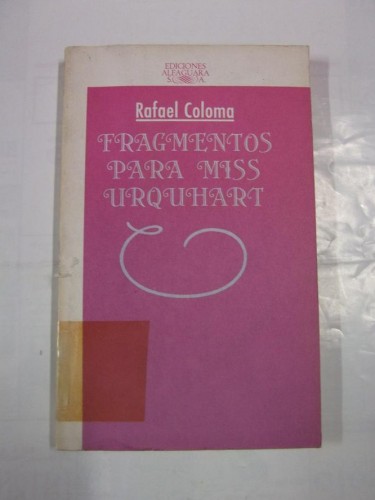 EDICIONES
ALFAGUARA
S.A.
Rafael Coloma
FRAGMENTOS
PARA MISS
URQUHART